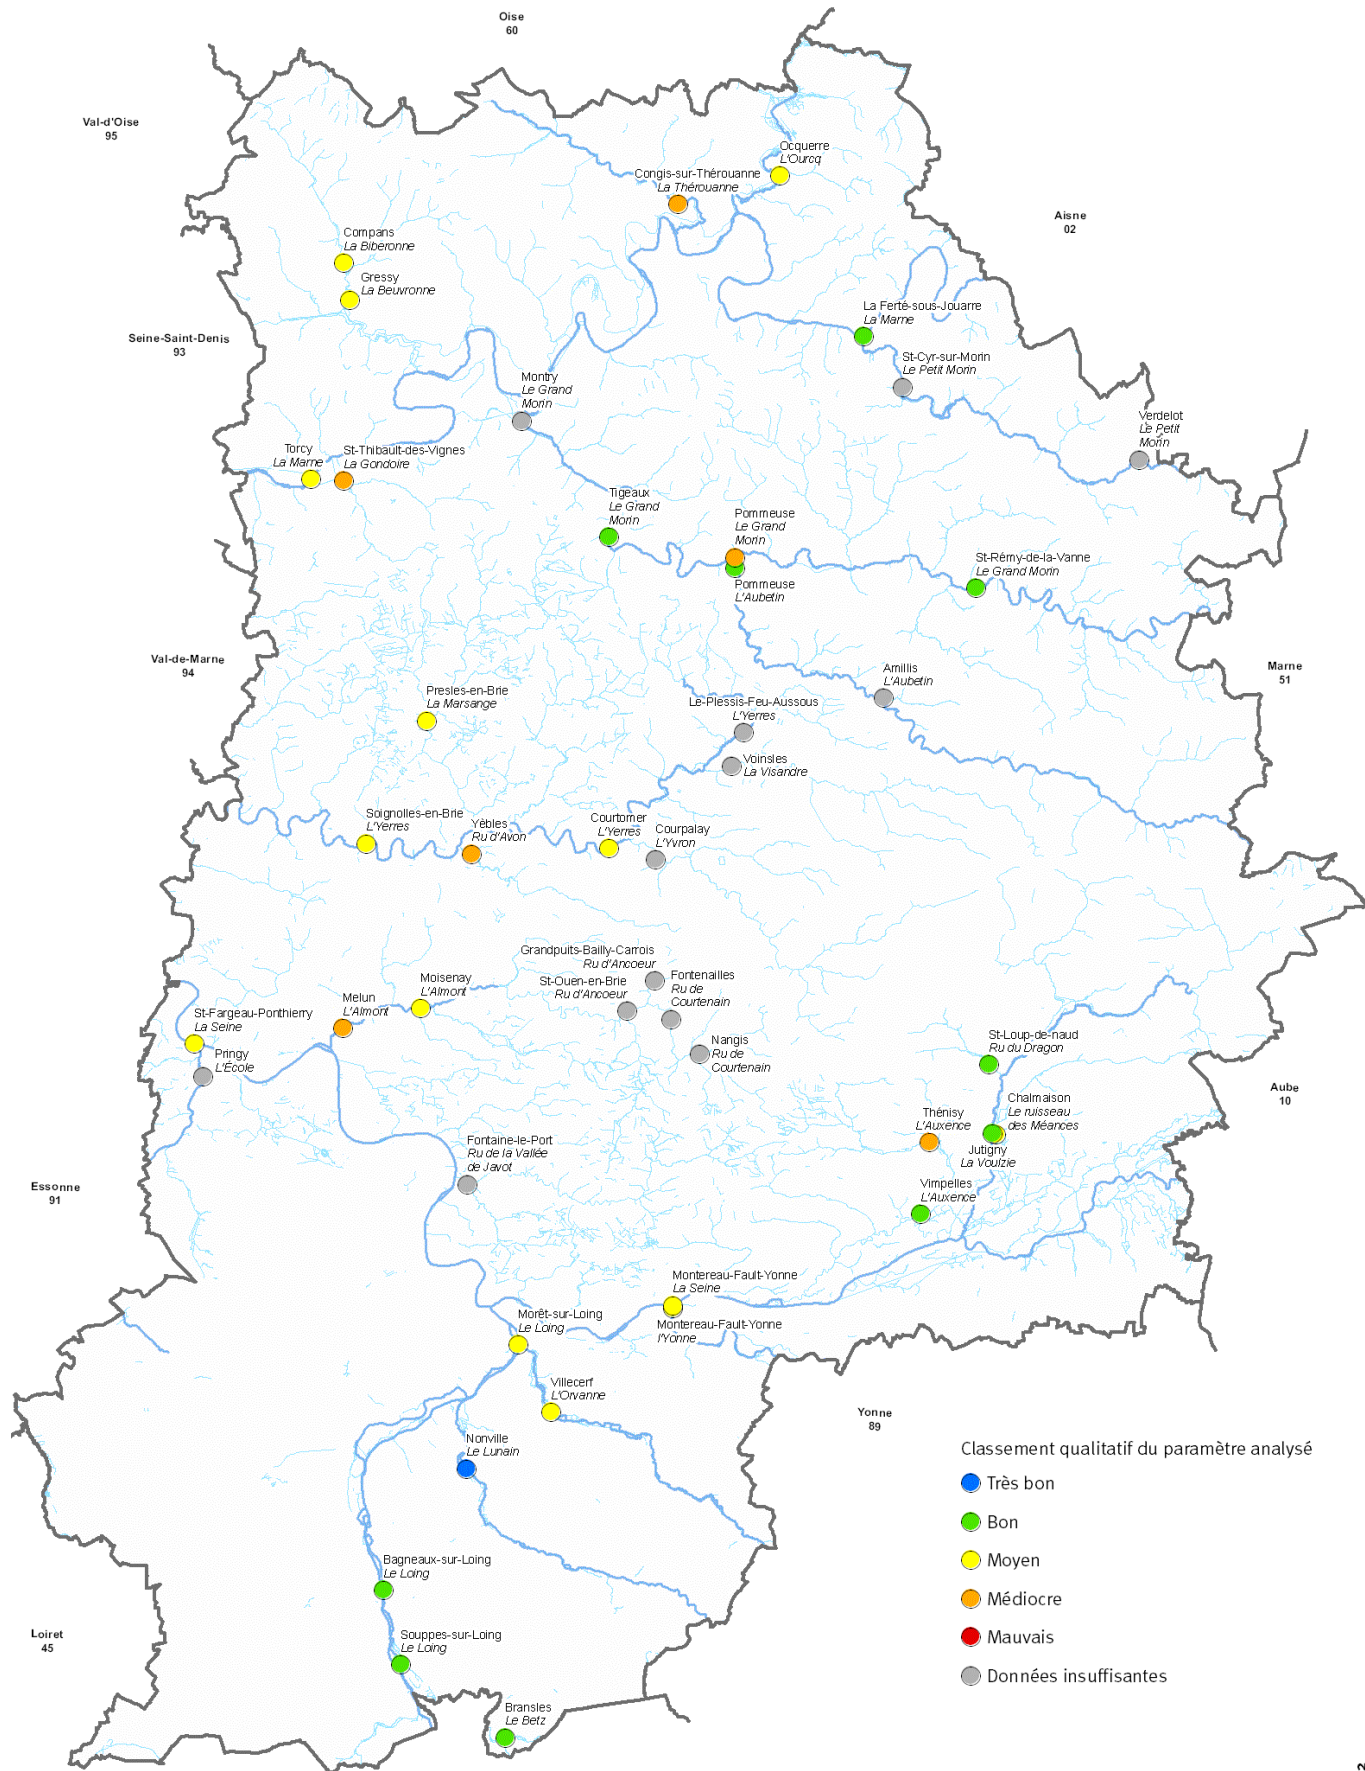 Oise
60
Val-d'Oise
95
Ocquerre
L'Ourcq
Congis-sur-Thérouanne
La Thérouanne
Aisne
02
Compans
La Biberonne
Gressy
La Beuvronne
La Ferté-sous-Jouarre
La Marne
Seine-Saint-Denis
93
St-Cyr-sur-Morin
Le Petit Morin
Montry
Le Grand
Morin
Verdelot
Le Petit
Morin
Torcy
La Marne
St-Thibault-des-Vignes
La Gondoire
Tigeaux
Le Grand
Morin
Pommeuse
Le Grand
Morin
St-Rémy-de-la-Vanne
Le Grand Morin
Pommeuse
L'Aubetin
Val-de-Marne
94
Marne
51
Amillis
L'Aubetin
Presles-en-Brie
La Marsange
Le-Plessis-Feu-Aussous
L'Yerres
Voinsles
La Visandre
Soignolles-en-Brie
L'Yerres
Yèbles
Ru d'Avon
Courtomer
L'Yerres
Courpalay
L'Yvron
Grandpuits-Bailly-Carrois
Ru d'Ancoeur
St-Ouen-en-Brie
Ru d'Ancoeur
Fontenailles
Ru de
Courtenain
Moisenay
L'Almont
Melun
L'Almont
St-Fargeau-Ponthierry
La Seine
Pringy
L'École
Nangis
Ru de
Courtenain
St-Loup-de-naud
Ru du Dragon
Aube
10
Chalmaison
Le ruisseau
des Méances
Thénisy
L'Auxence
Jutigny
La Voulzie
Fontaine-le-Port
Ru de la Vallée
de Javot
Essonne
91
Vimpelles
L'Auxence
Montereau-Fault-Yonne
La Seine
Morêt-sur-Loing
Le Loing
Montereau-Fault-Yonne
l'Yonne
Villecerf
L'Orvanne
Yonne
89
Nonville
Le Lunain
Classement qualitatif du paramètre analysé
Très bon
Bon
Moyen
Médiocre
Mauvais
Données insuffisantes
Bagneaux-sur-Loing
Le Loing
Souppes-sur-Loing
Le Loing
Loiret
45
Bransles
Le Betz
2